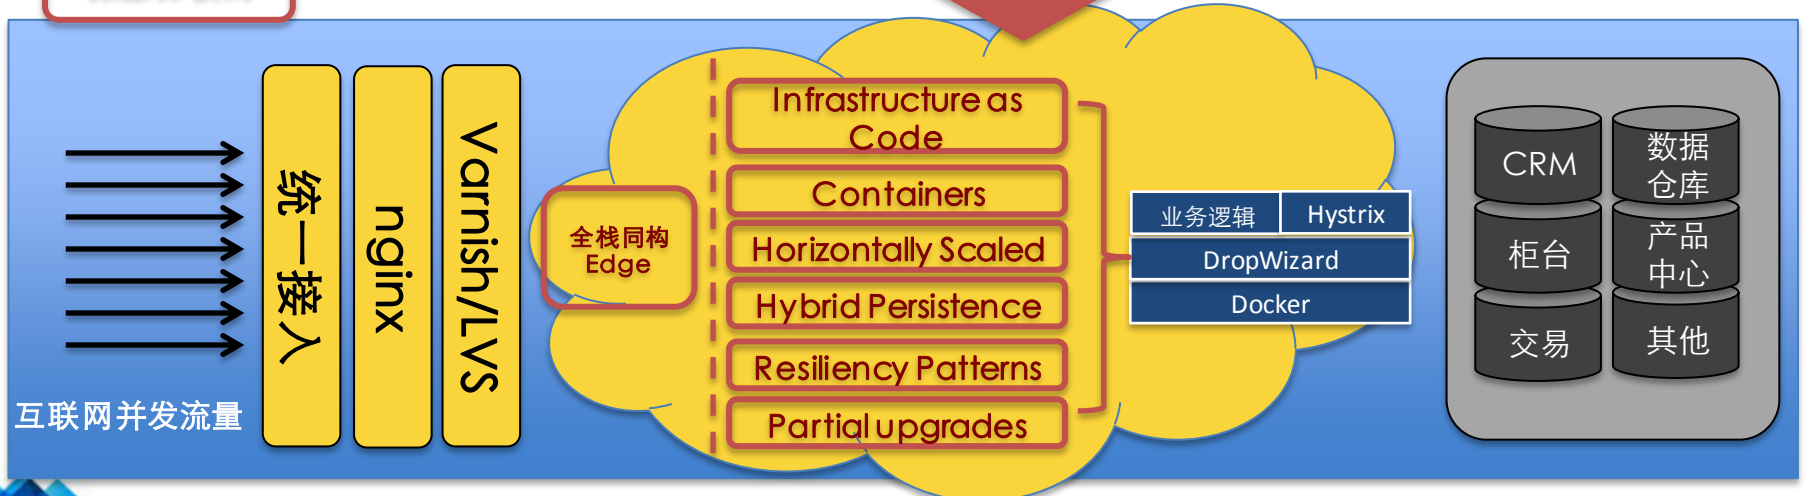 互联网并发流量
统一接入
nginx
Varnish/LVS
全栈同构
Edge
Infrastructure as
Code
Containers
Horizontally Scaled
Hybrid Persistence
Resiliency Patterns
Partial upgrades
业务逻辑
Hystrix
DropWizard
Docker
CRM
数据
仓库
柜台
产品
中心
交易
其他